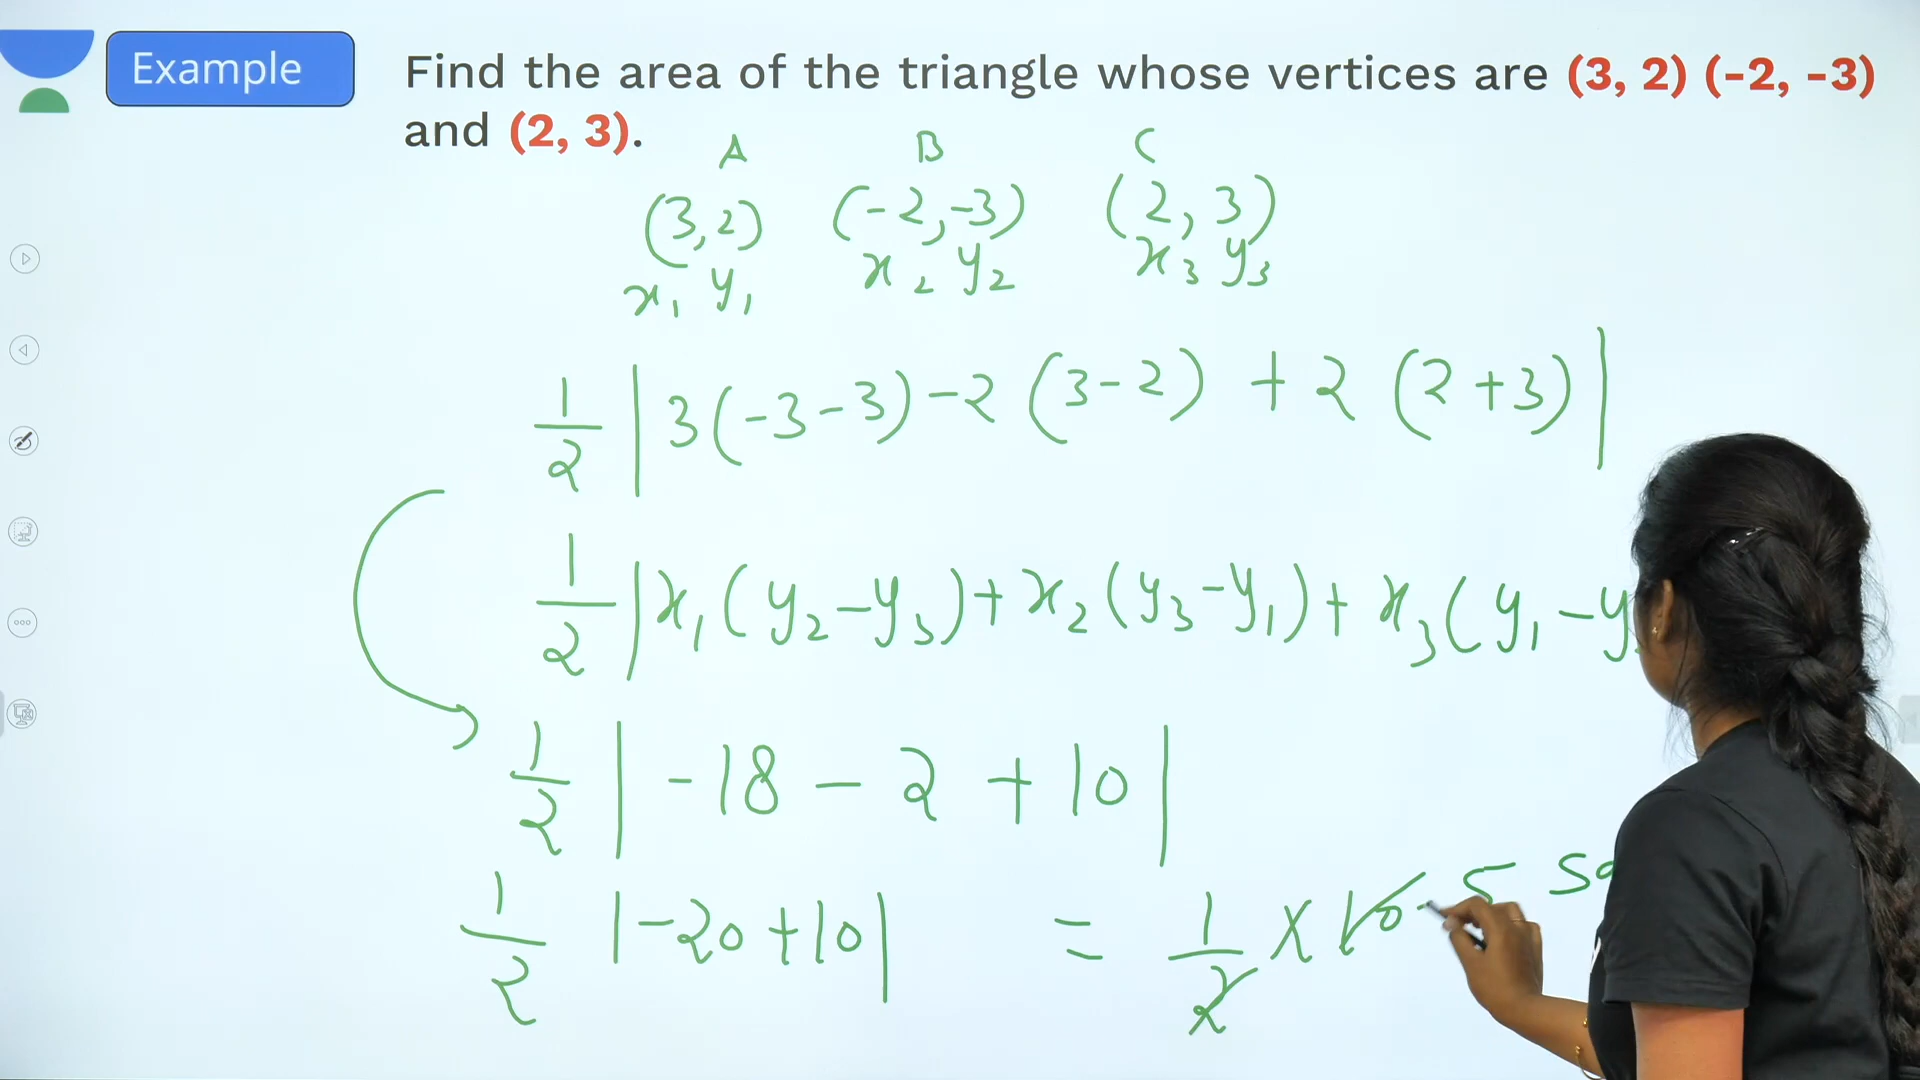 Example
Find the area of the triangle whose vertices are (3, 2) (-2, -3)
and (2, 3).
A B C
(3,2) (-2,-3) (2, 3)
x₁ y₁ x₂ y₂ x₃ y₃
1/2 |3(-3-3)-2(3-2) + 2(2+3)|
1/2 |x₁(y₂-y₃)+x₂(y₃-y₁)+x₃(y₁-y
1/2 |-18 - 2 + 10|
1/2 |-20+10| = 1/2 X 10 5